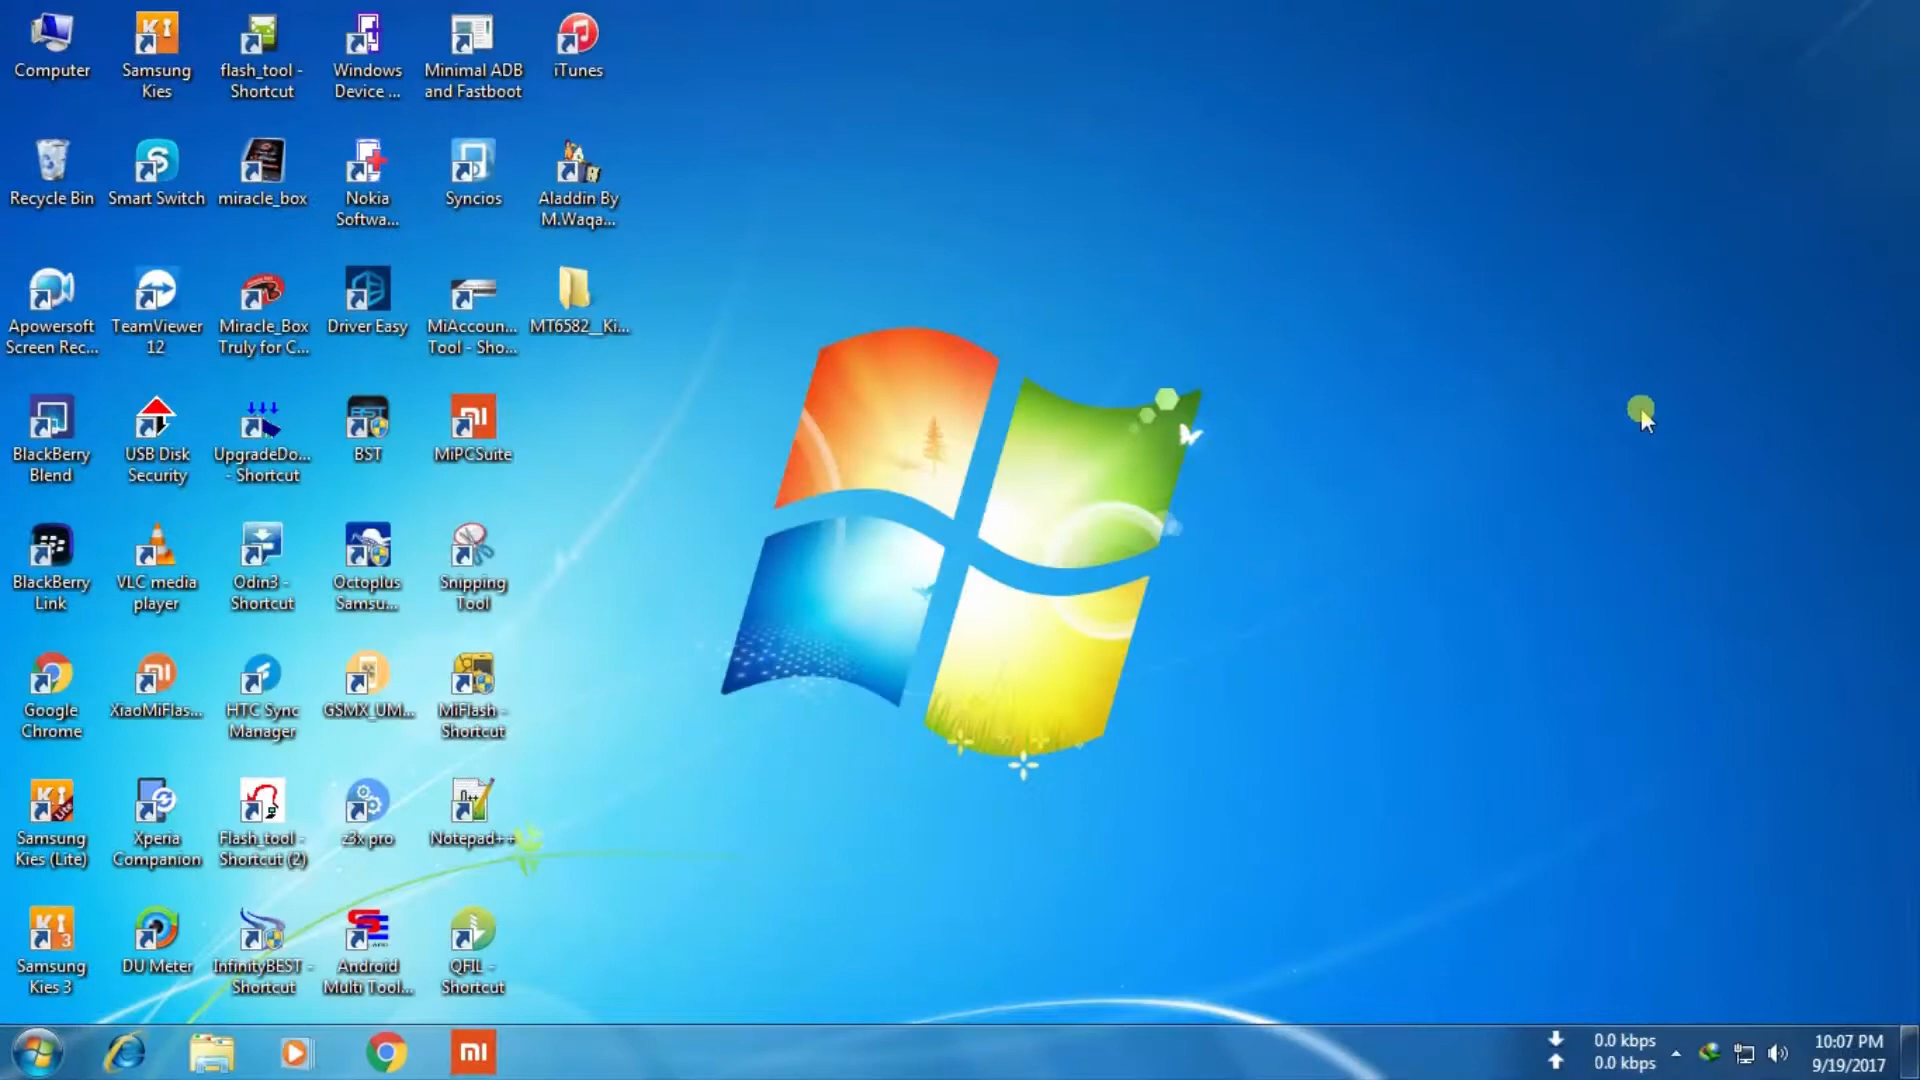 Computer
Samsung
Kies
flash_tool -
Shortcut
Windows
Device ...
Minimal ADB
and Fastboot
iTunes
Recycle Bin
Smart Switch
miracle_box
Nokia
Softwa...
Syncios
Aladdin By
M.Waqa...
Apowersoft
Screen Rec...
TeamViewer
12
Miracle_Box
Truly for C...
Driver Easy
MiAccoun...
Tool - Sho...
MT6582__Ki...
BlackBerry
Blend
USB Disk
Security
UpgradeDo...
- Shortcut
BST
MiPCSuite
BlackBerry
Link
VLC media
player
Odin3 -
Shortcut
Octoplus
Samsu...
Snipping
Tool
Google
Chrome
XiaoMiFlas...
HTC Sync
Manager
GSMX_UM...
MiFlash -
Shortcut
Samsung
Kies (Lite)
Xperia
Companion
Flash_tool -
Shortcut (2)
z3x pro
Notepad++
Samsung
Kies 3
DU Meter
InfinityBEST -
Shortcut
Android
Multi Tool...
QFIL -
Shortcut
0.0 kbps
0.0 kbps
10:07 PM
9/19/2017